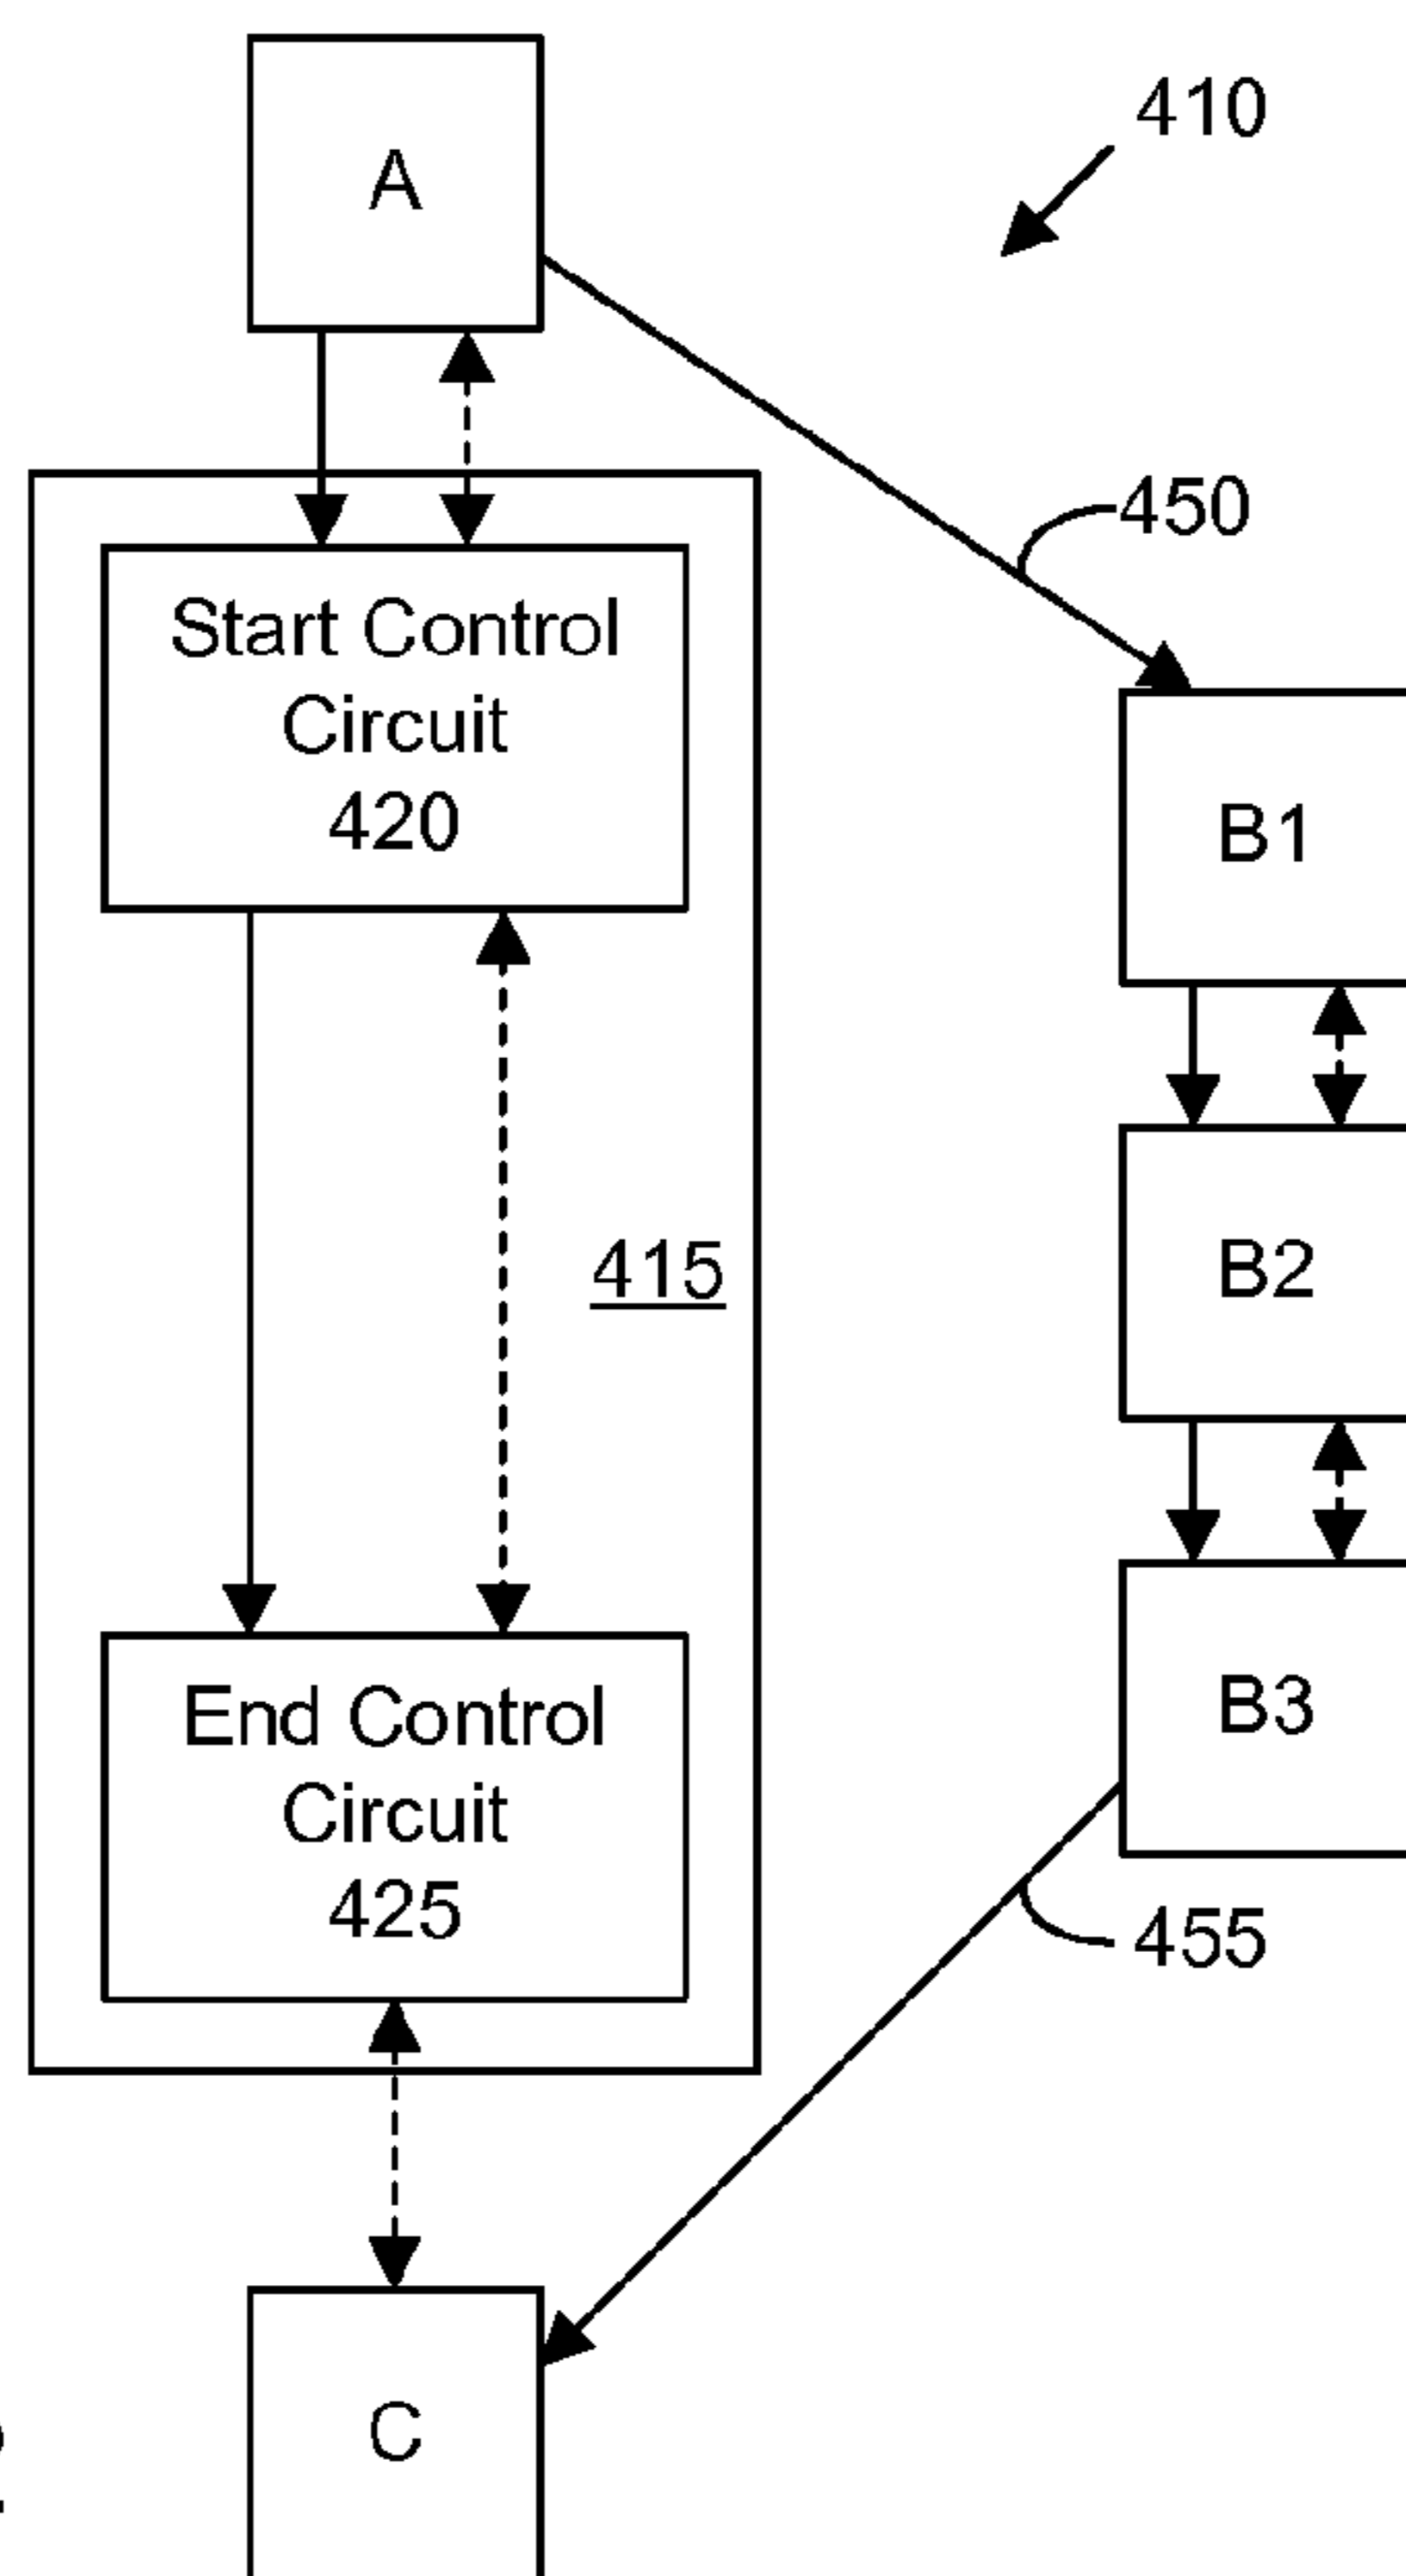 410
A
450
Start Control
Circuit
420
B1
415
B2
End Control
Circuit
425
B3
455
C